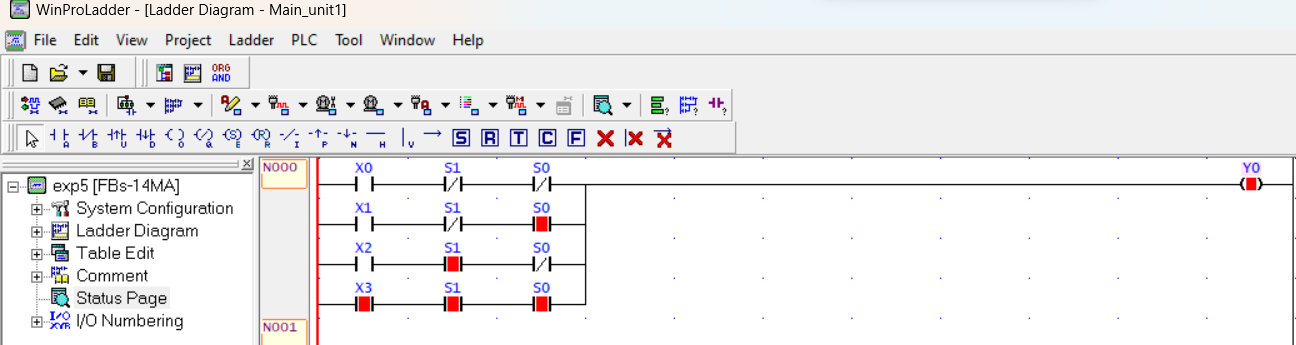 WinProLadder - [Ladder Diagram - Main_unit1]
File Edit View Project Ladder PLC Tool Window Help
ORG
AND
A B U D O Q E R I P N H V S R T C F
N000 X0 S1 S0 Y0
exp5 [FBs-14MA]
System Configuration
X1 S1 S0
Ladder Diagram
X2 S1 S0
Table Edit
Comment
X3 S1 S0
Status Page
I/O Numbering
N001